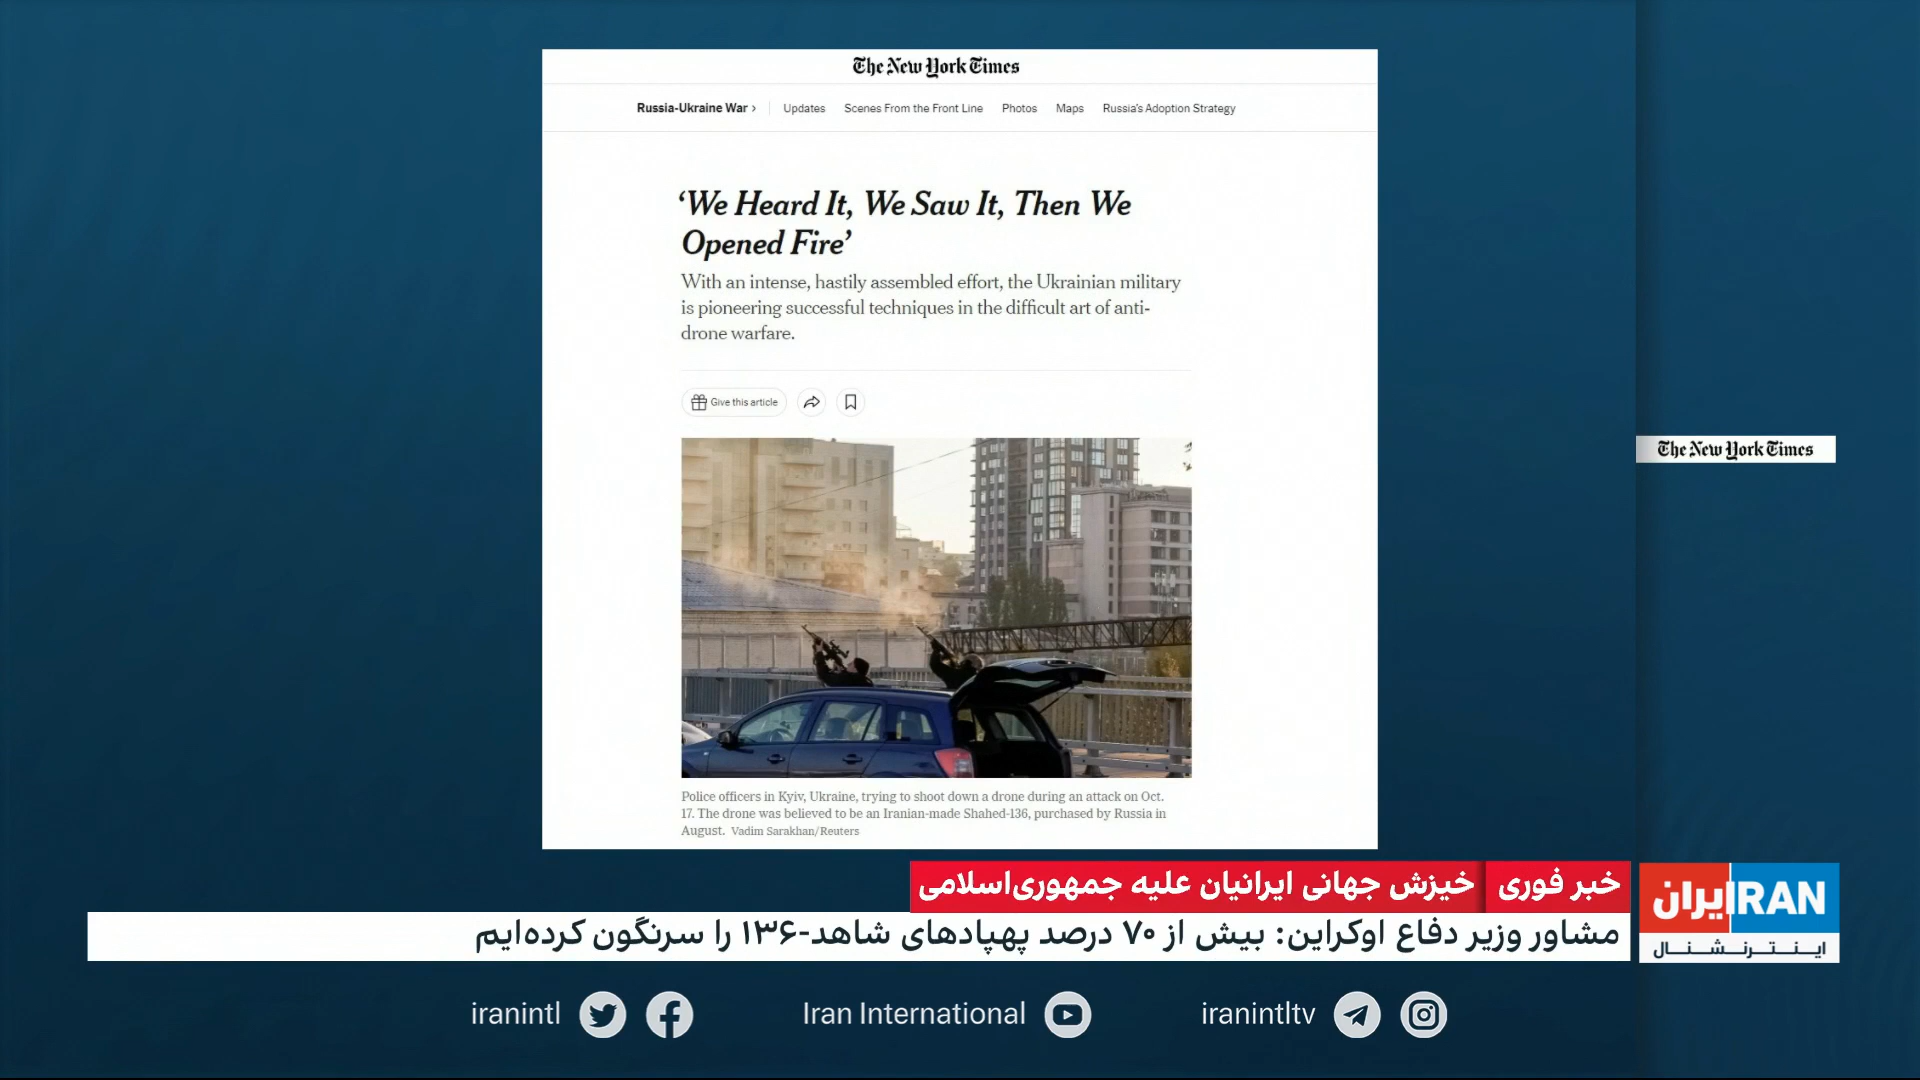 The New York Times
Russia-Ukraine War › Updates Scenes From the Front Line Photos Maps Russia's Adoption Strategy
‘We Heard It, We Saw It, Then We
Opened Fire’
With an intense, hastily assembled effort, the Ukrainian military
is pioneering successful techniques in the difficult art of anti-
drone warfare.
Give this article
The New York Times
Police officers in Kyiv, Ukraine, trying to shoot down a drone during an attack on Oct.
17. The drone was believed to be an Iranian-made Shahed-136, purchased by Russia in
August. Vadim Sarakhan/Reuters
خبر فوری
خیزش جهانی ایرانیان علیه جمهوری‌اسلامی
مشاور وزیر دفاع اوکراین: بیش از ۷۰ درصد پهپادهای شاهد-۱۳۶ را سرنگون کرده‌ایم
ایران IRAN
اینترنشنال
iranintl
Iran International
iranintltv